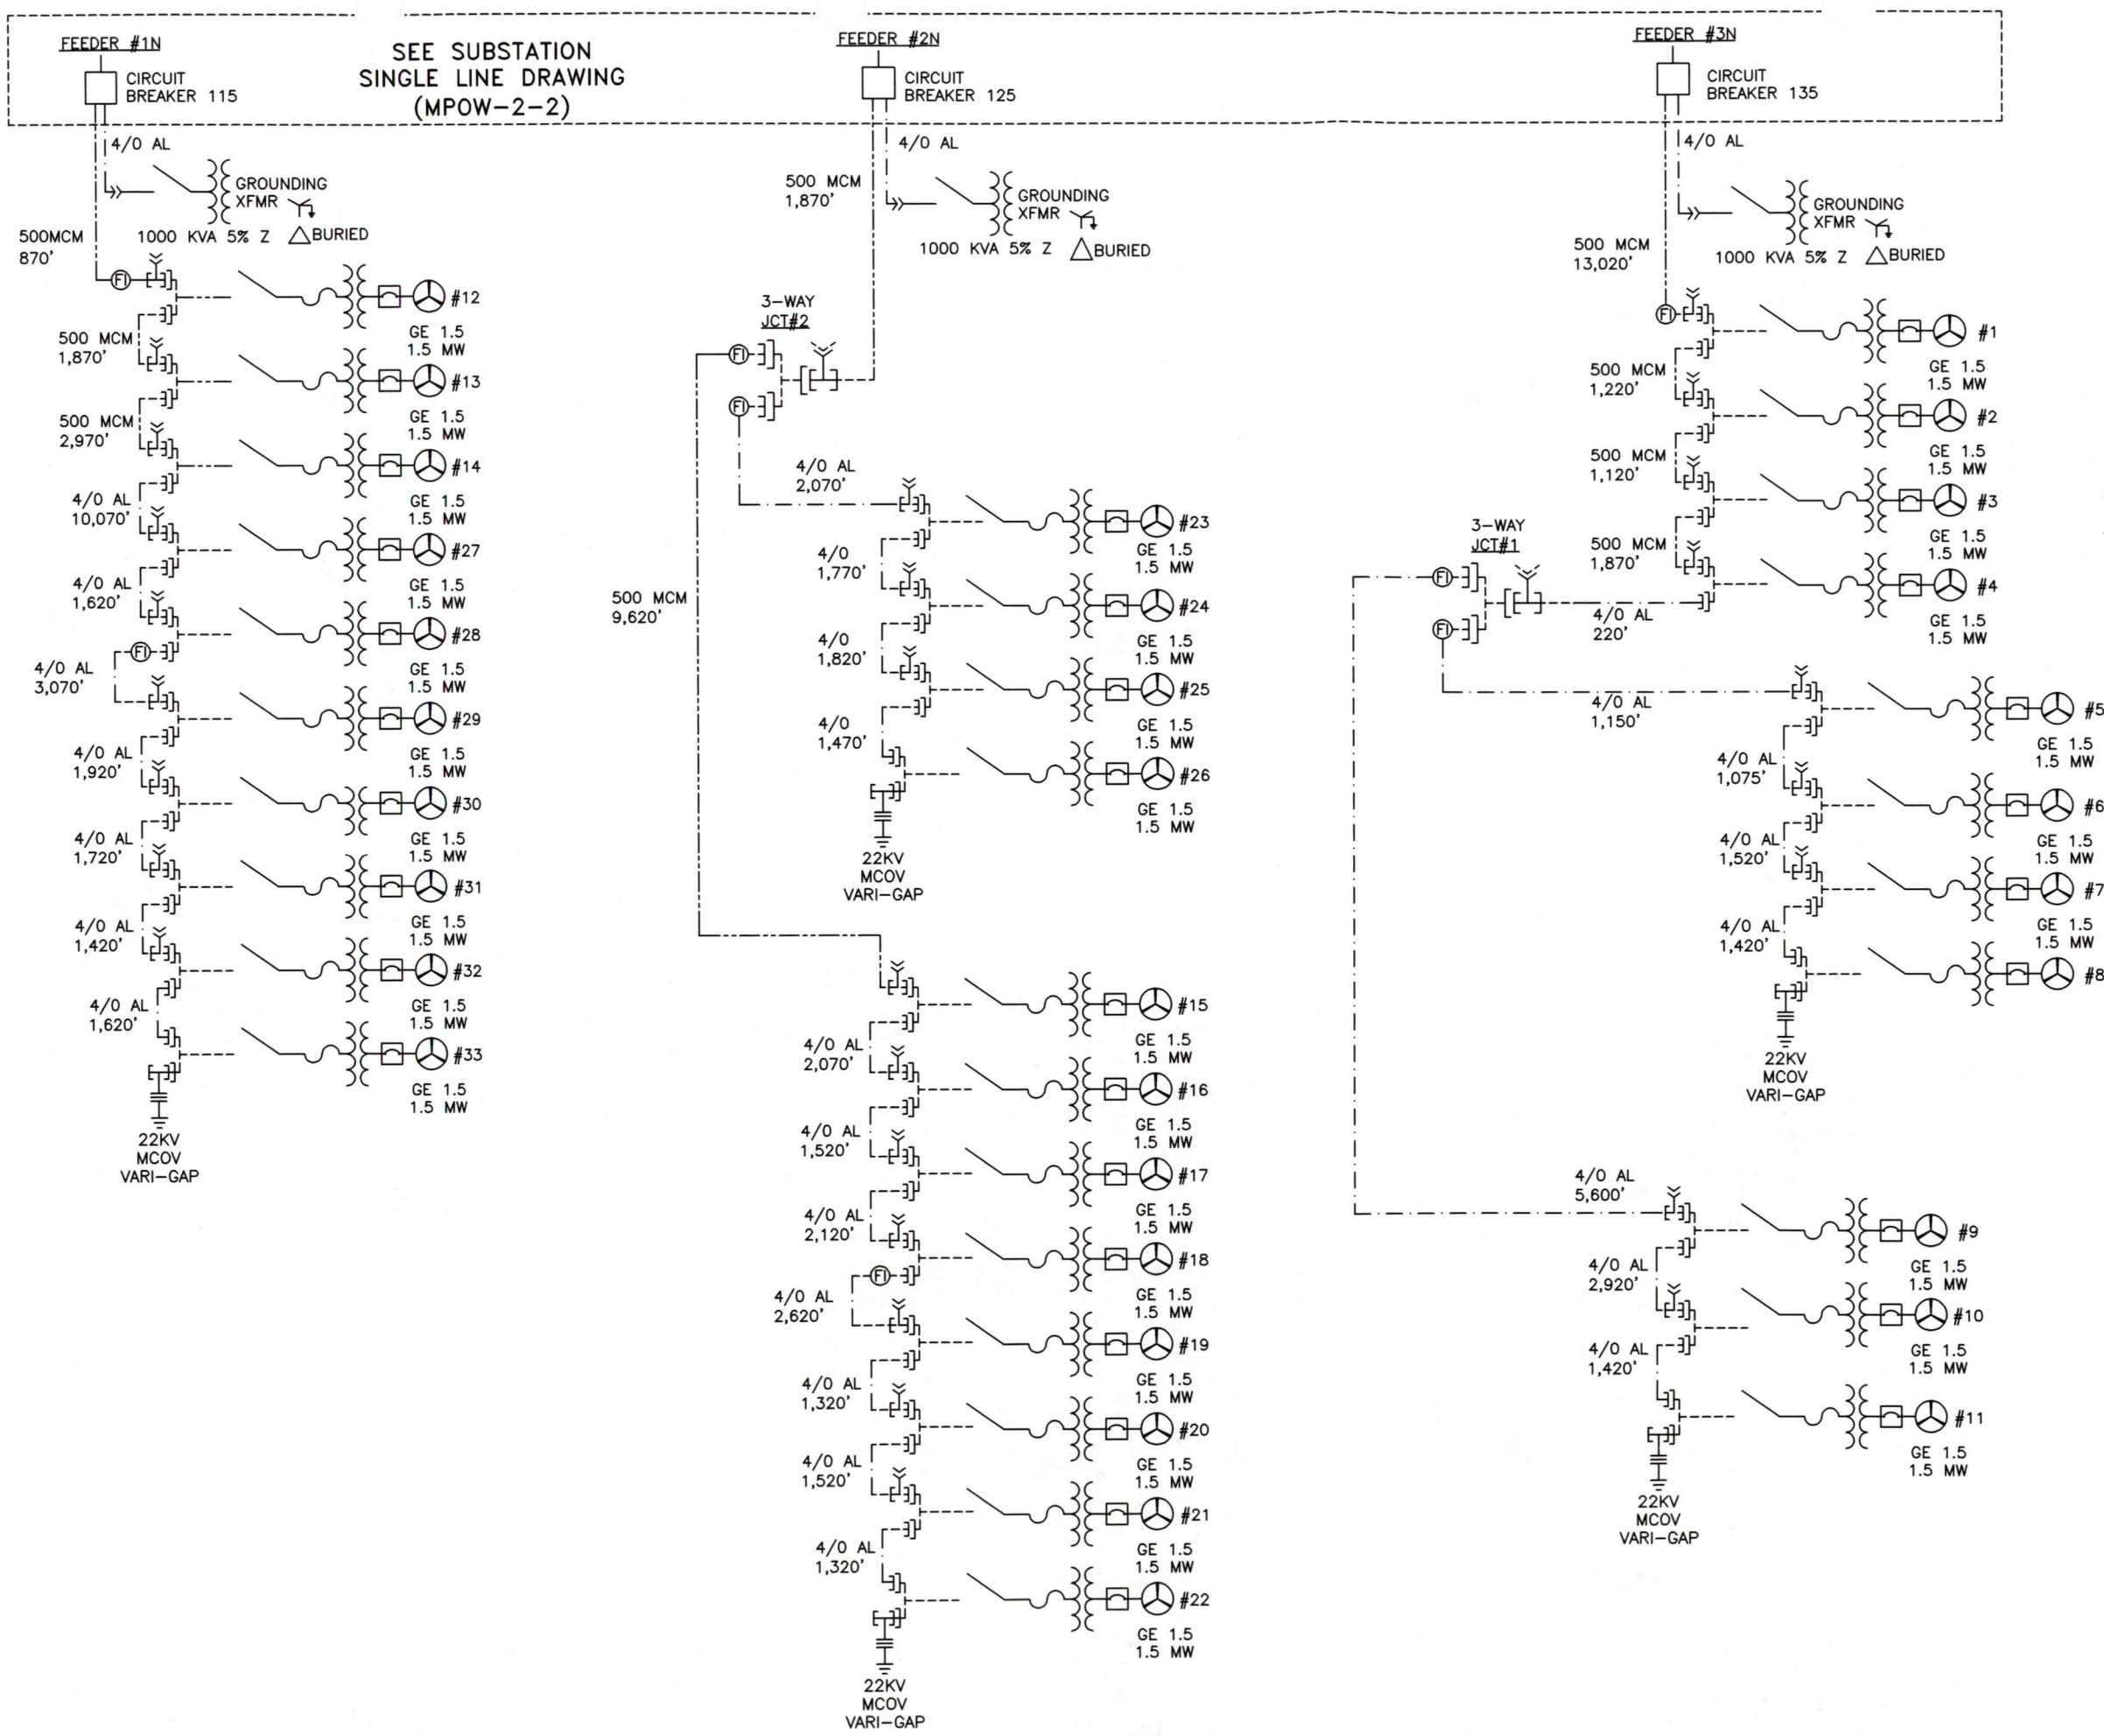 FEEDER #1N
CIRCUIT
BREAKER 115
SEE SUBSTATION
SINGLE LINE DRAWING
(MPOW-2-2)
4/0 AL
GROUNDING
XFMR
1000 KVA 5% Z
BURIED
500MCM
870'
FI
#12
GE 1.5
1.5 MW
500 MCM
1,870'
#13
GE 1.5
1.5 MW
500 MCM
2,970'
#14
GE 1.5
1.5 MW
4/0 AL
10,070'
#27
GE 1.5
1.5 MW
4/0 AL
1,620'
#28
GE 1.5
1.5 MW
FI
4/0 AL
3,070'
#29
GE 1.5
1.5 MW
4/0 AL
1,920'
#30
GE 1.5
1.5 MW
4/0 AL
1,720'
#31
GE 1.5
1.5 MW
4/0 AL
1,420'
#32
GE 1.5
1.5 MW
4/0 AL
1,620'
#33
GE 1.5
1.5 MW
22KV
MCOV
VARI-GAP
FEEDER #2N
CIRCUIT
BREAKER 125
4/0 AL
500 MCM
1,870'
GROUNDING
XFMR
1000 KVA 5% Z
BURIED
3-WAY
JCT#2
FI
FI
4/0 AL
2,070'
#23
GE 1.5
1.5 MW
4/0
1,770'
#24
GE 1.5
1.5 MW
4/0
1,820'
#25
GE 1.5
1.5 MW
4/0
1,470'
#26
GE 1.5
1.5 MW
22KV
MCOV
VARI-GAP
500 MCM
9,620'
#15
GE 1.5
1.5 MW
4/0 AL
2,070'
#16
GE 1.5
1.5 MW
4/0 AL
1,520'
#17
GE 1.5
1.5 MW
4/0 AL
2,120'
#18
GE 1.5
1.5 MW
FI
4/0 AL
2,620'
#19
GE 1.5
1.5 MW
4/0 AL
1,320'
#20
GE 1.5
1.5 MW
4/0 AL
1,520'
#21
GE 1.5
1.5 MW
4/0 AL
1,320'
#22
GE 1.5
1.5 MW
22KV
MCOV
VARI-GAP
FEEDER #3N
CIRCUIT
BREAKER 135
4/0 AL
GROUNDING
XFMR
1000 KVA 5% Z
BURIED
500 MCM
13,020'
FI
#1
GE 1.5
1.5 MW
500 MCM
1,220'
#2
GE 1.5
1.5 MW
500 MCM
1,120'
#3
GE 1.5
1.5 MW
500 MCM
1,870'
#4
GE 1.5
1.5 MW
3-WAY
JCT#1
FI
FI
4/0 AL
220'
4/0 AL
1,150'
#5
GE 1.5
1.5 MW
4/0 AL
1,075'
#6
GE 1.5
1.5 MW
4/0 AL
1,520'
#7
GE 1.5
1.5 MW
4/0 AL
1,420'
#8
22KV
MCOV
VARI-GAP
4/0 AL
5,600'
#9
GE 1.5
1.5 MW
4/0 AL
2,920'
#10
GE 1.5
1.5 MW
4/0 AL
1,420'
#11
GE 1.5
1.5 MW
22KV
MCOV
VARI-GAP